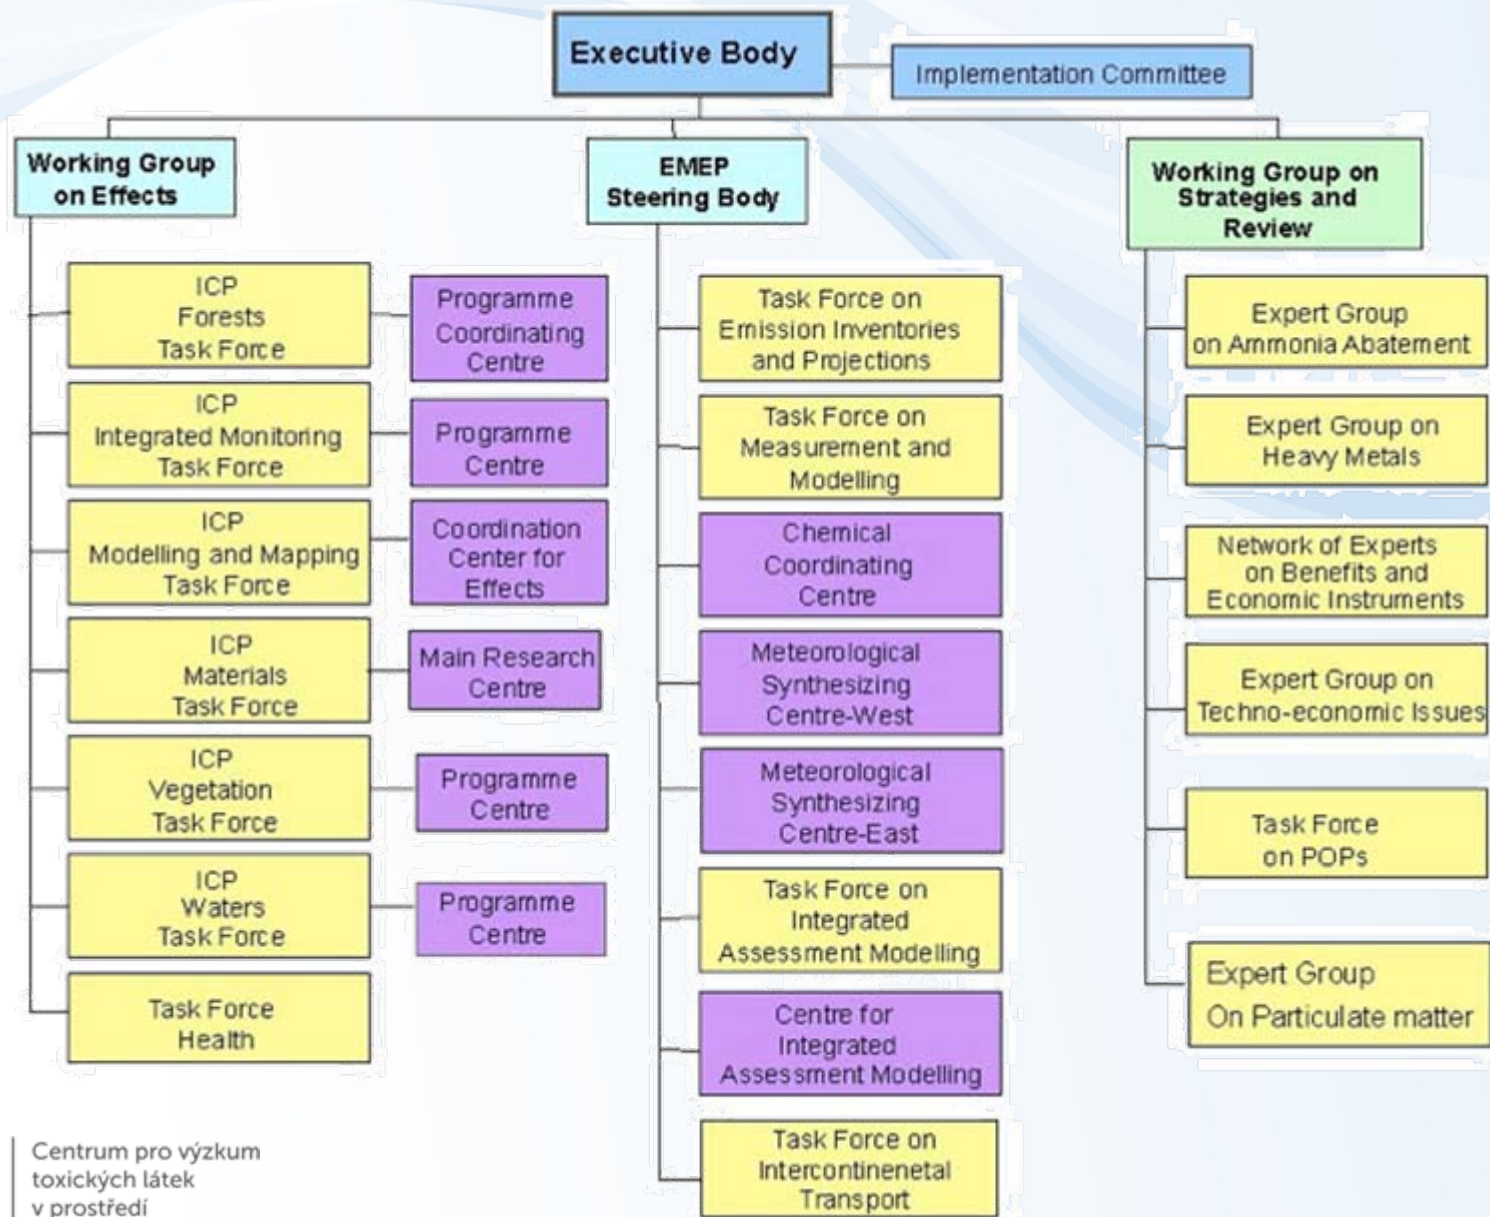 Executive Body
Implementation Committee
Working Group
on Effects
ICP
Forests
Task Force
Programme
Coordinating
Centre
ICP
Integrated Monitoring
Task Force
Programme
Centre
ICP
Modelling and Mapping
Task Force
Coordination
Center for
Effects
ICP
Materials
Task Force
Main Research
Centre
ICP
Vegetation
Task Force
Programme
Centre
ICP
Waters
Task Force
Programme
Centre
Task Force
Health
EMEP
Steering Body
Task Force on
Emission Inventories
and Projections
Task Force on
Measurement and
Modelling
Chemical
Coordinating
Centre
Meteorological
Synthesizing
Centre-West
Meteorological
Synthesizing
Centre-East
Task Force on
Integrated
Assessment Modelling
Centre for
Integrated
Assessment Modelling
Task Force on
Intercontinenetal
Transport
Working Group on
Strategies and
Review
Expert Group
on Ammonia Abatement
Expert Group on
Heavy Metals
Network of Experts
on Benefits and
Economic Instruments
Expert Group on
Techno-economic Issues
Task Force
on POPs
Expert Group
On Particulate matter
Centrum pro výzkum
toxických látek
v prostředí